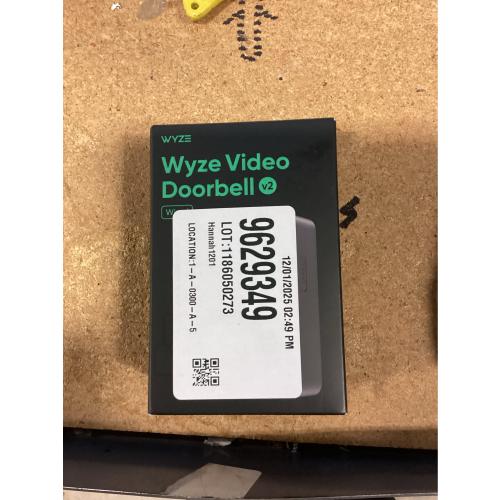 WYZE
Wyze Video
Doorbell v2
12/01/2025 02:49 PM
9629349
LOT:1186050273
Hannah1201
LOCATION:1-A-0300-A-5